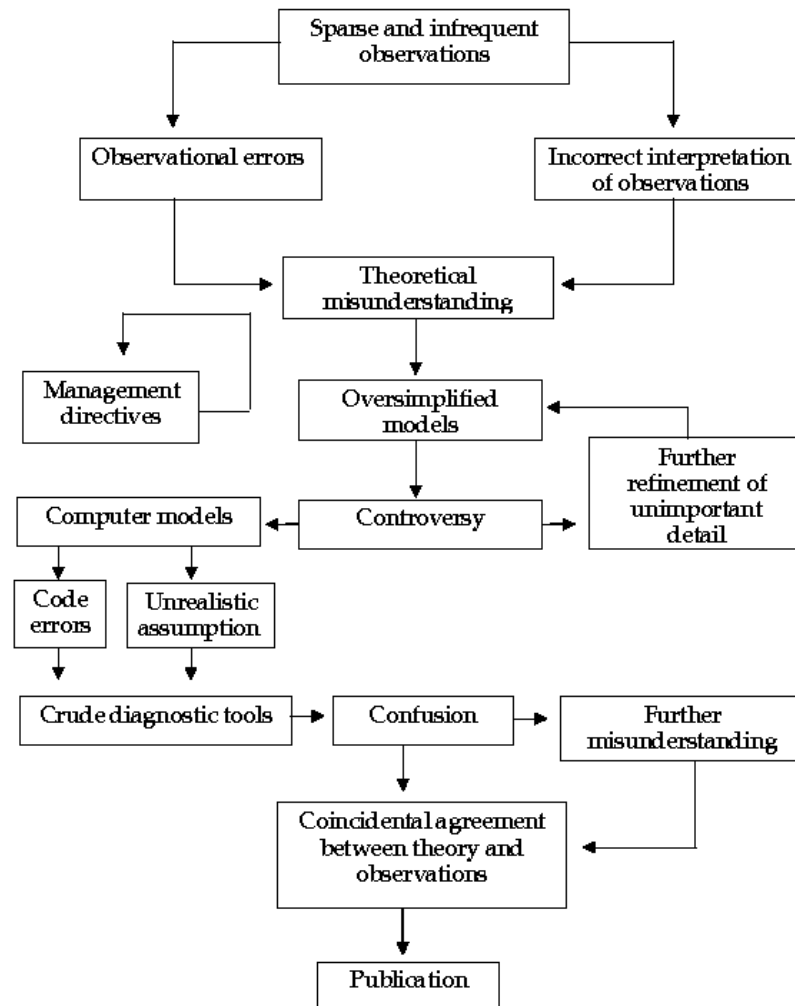 Sparse and infrequent
observations
Observational errors
Incorrect interpretation
of observations
Theoretical
misunderstanding
Management
directives
Oversimplified
models
Further
refinement of
unimportant
detail
Computer models
Controversy
Code
errors
Unrealistic
assumption
Crude diagnostic tools
Confusion
Further
misunderstanding
Coincidental agreement
between theory and
observations
Publication